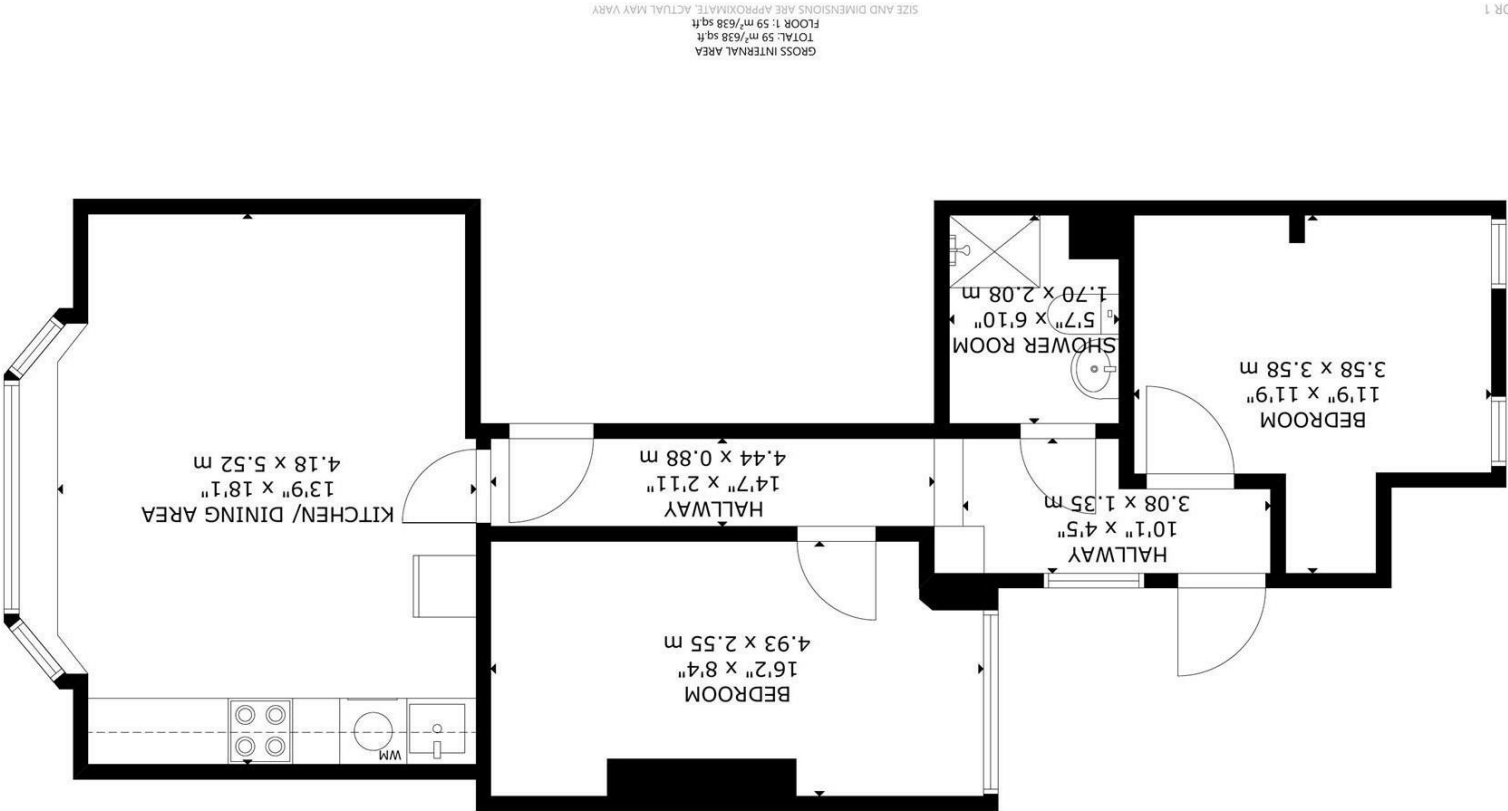 WM
BEDROOM
16'2" x 8'4"
4.93 x 2.55 m
HALLWAY
10'1" x 4'5"
3.08 x 1.35 m
HALLWAY
14'7" x 2'11"
4.44 x 0.88 m
KITCHEN/ DINING AREA
13'9" x 18'1"
4.18 x 5.52 m
BEDROOM
11'9" x 11'9"
3.58 x 3.58 m
SHOWER ROOM
5'7" x 6'10"
1.70 x 2.08 m
GROSS INTERNAL AREA
TOTAL: 59 m²/638 sq.ft
FLOOR 1: 59 m²/638 sq.ft
SIZE AND DIMENSIONS ARE APPROXIMATE, ACTUAL MAY VARY
OR 1